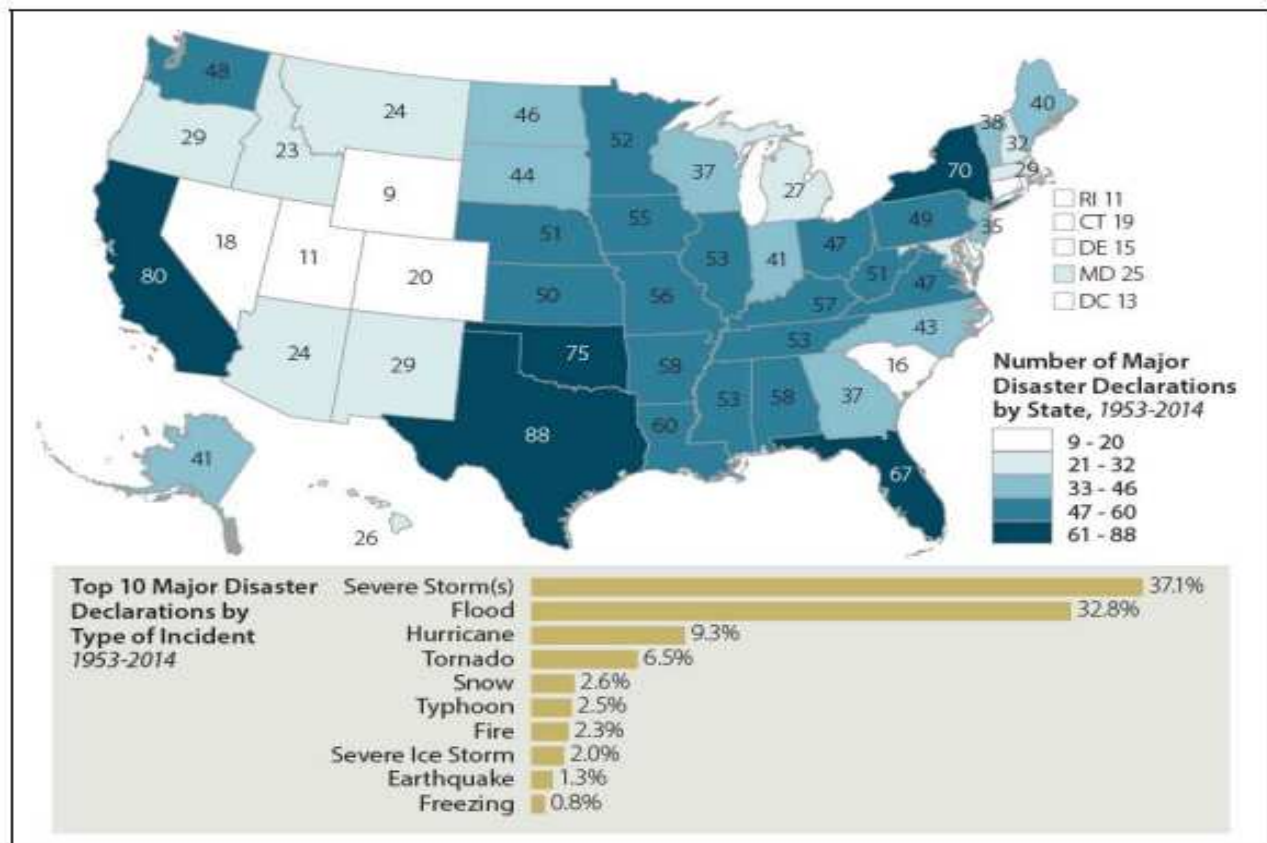 48
29
23
24
9
18
11
20
80
24
29
46
44
51
50
75
88
52
55
56
58
60
37
53
41
27
47
57
53
53
58
37
67
16
43
47
51
49
70
38
32
40
29
35
RI 11
CT 19
DE 15
MD 25
DC 13
41
26
Number of Major
Disaster Declarations
by State, 1953-2014
9 - 20
21 - 32
33 - 46
47 - 60
61 - 88
Top 10 Major Disaster
Declarations by
Type of Incident
1953-2014
Severe Storm(s) 37.1%
Flood 32.8%
Hurricane 9.3%
Tornado 6.5%
Snow 2.6%
Typhoon 2.5%
Fire 2.3%
Severe Ice Storm 2.0%
Earthquake 1.3%
Freezing 0.8%